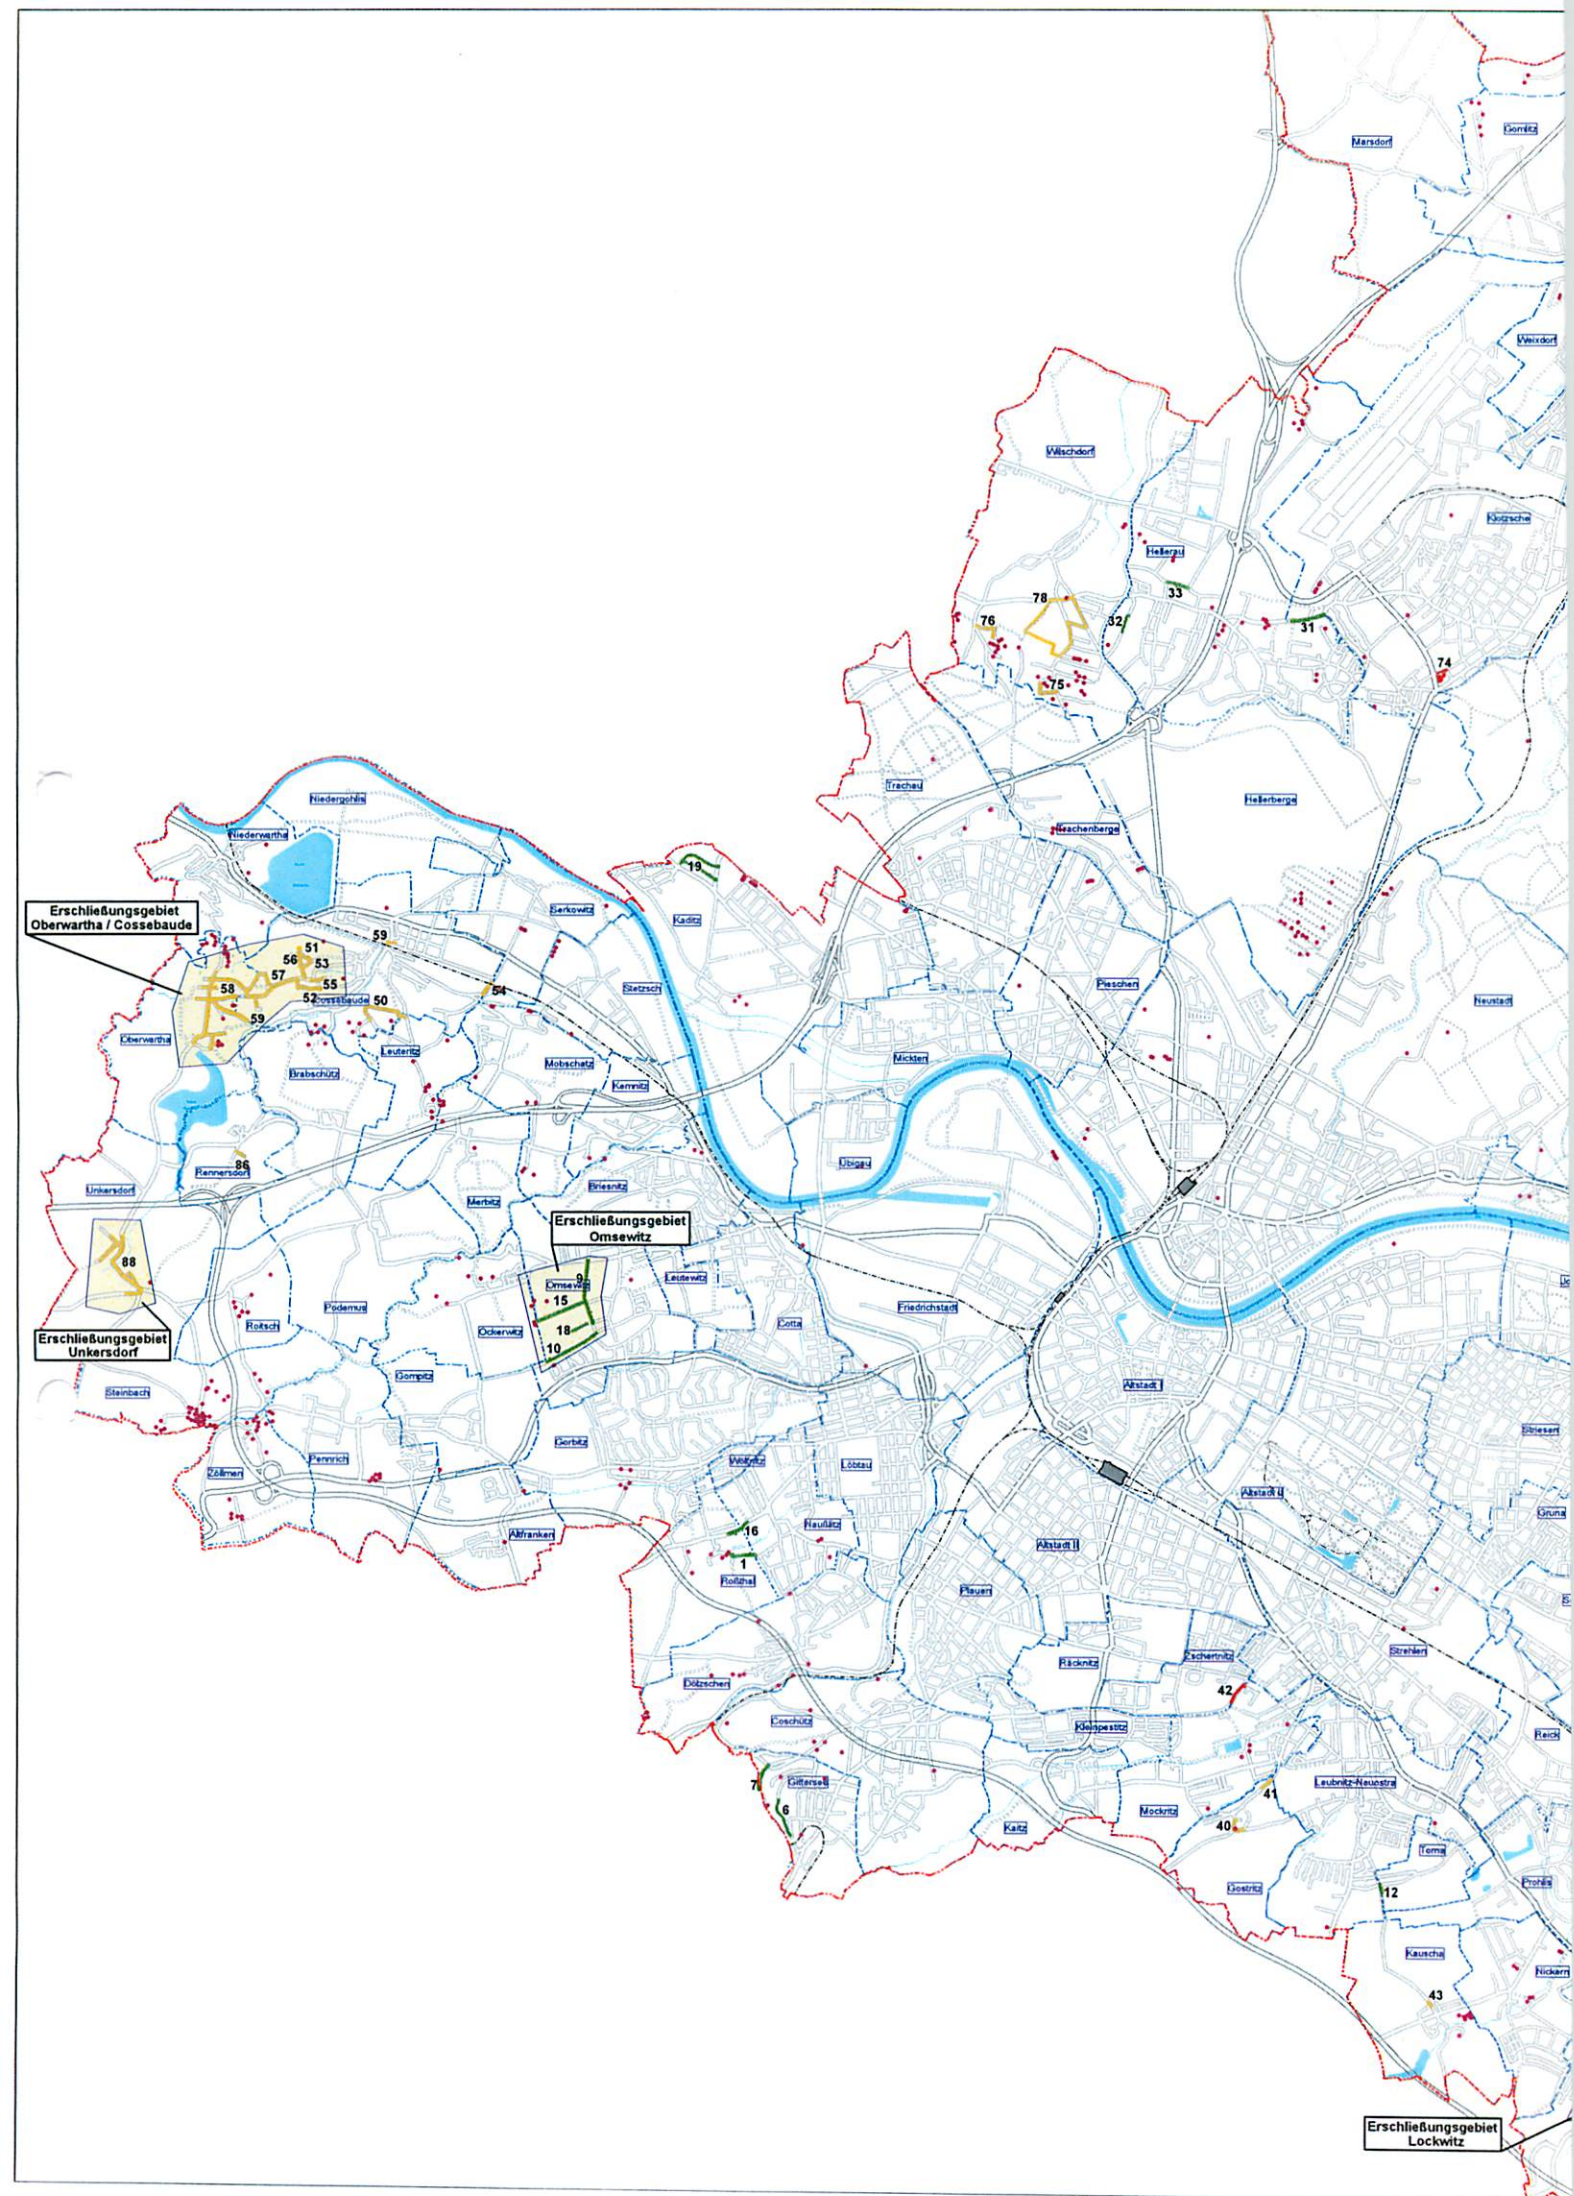 Marsdorf
Gomlitz
Weixdorf
Wilschdorf
Klotzsche
Hellerau
78
33
76
32
31
75
74
Trachau
Hellerberge
Niedergohlis
Niederwartha
Trachenberge
19
Kaditz
Serkowitz
Erschließungsgebiet
Oberwartha / Cossebaude
59
51
56
53
57
55
58
52
Cossebaude
50
54
59
Stetzsch
Pieschen
Neustadt
Oberwartha
Leuteritz
Brabschütz
Mobschatz
Kemnitz
Mickten
86
Rennersdorf
Unkersdorf
Merbitz
Briesnitz
Übigau
Erschließungsgebiet
Omsewitz
88
9
Omsewitz
Leutewitz
15
18
10
Podemus
Roitsch
Ockerwitz
Cotta
Friedrichstadt
Erschließungsgebiet
Unkersdorf
Steinbach
Gompitz
Altstadt I
Gorbitz
Pennrich
Zöllmen
Wölfnitz
Löbtau
Striesen
Altstadt II
Gruna
Altfranken
16
Naußlitz
1
Roßthal
Altstadt II
Plauen
Räcknitz
Zschertnitz
Strehlen
Dölzschen
42
Coschütz
Kleinpestitz
Reick
7
Gittersee
6
41
Leubnitz-Neuostra
Mockritz
40
Kaitz
Torna
Gostritz
12
Prohlis
Kauscha
Nickern
43
Erschließungsgebiet
Lockwitz